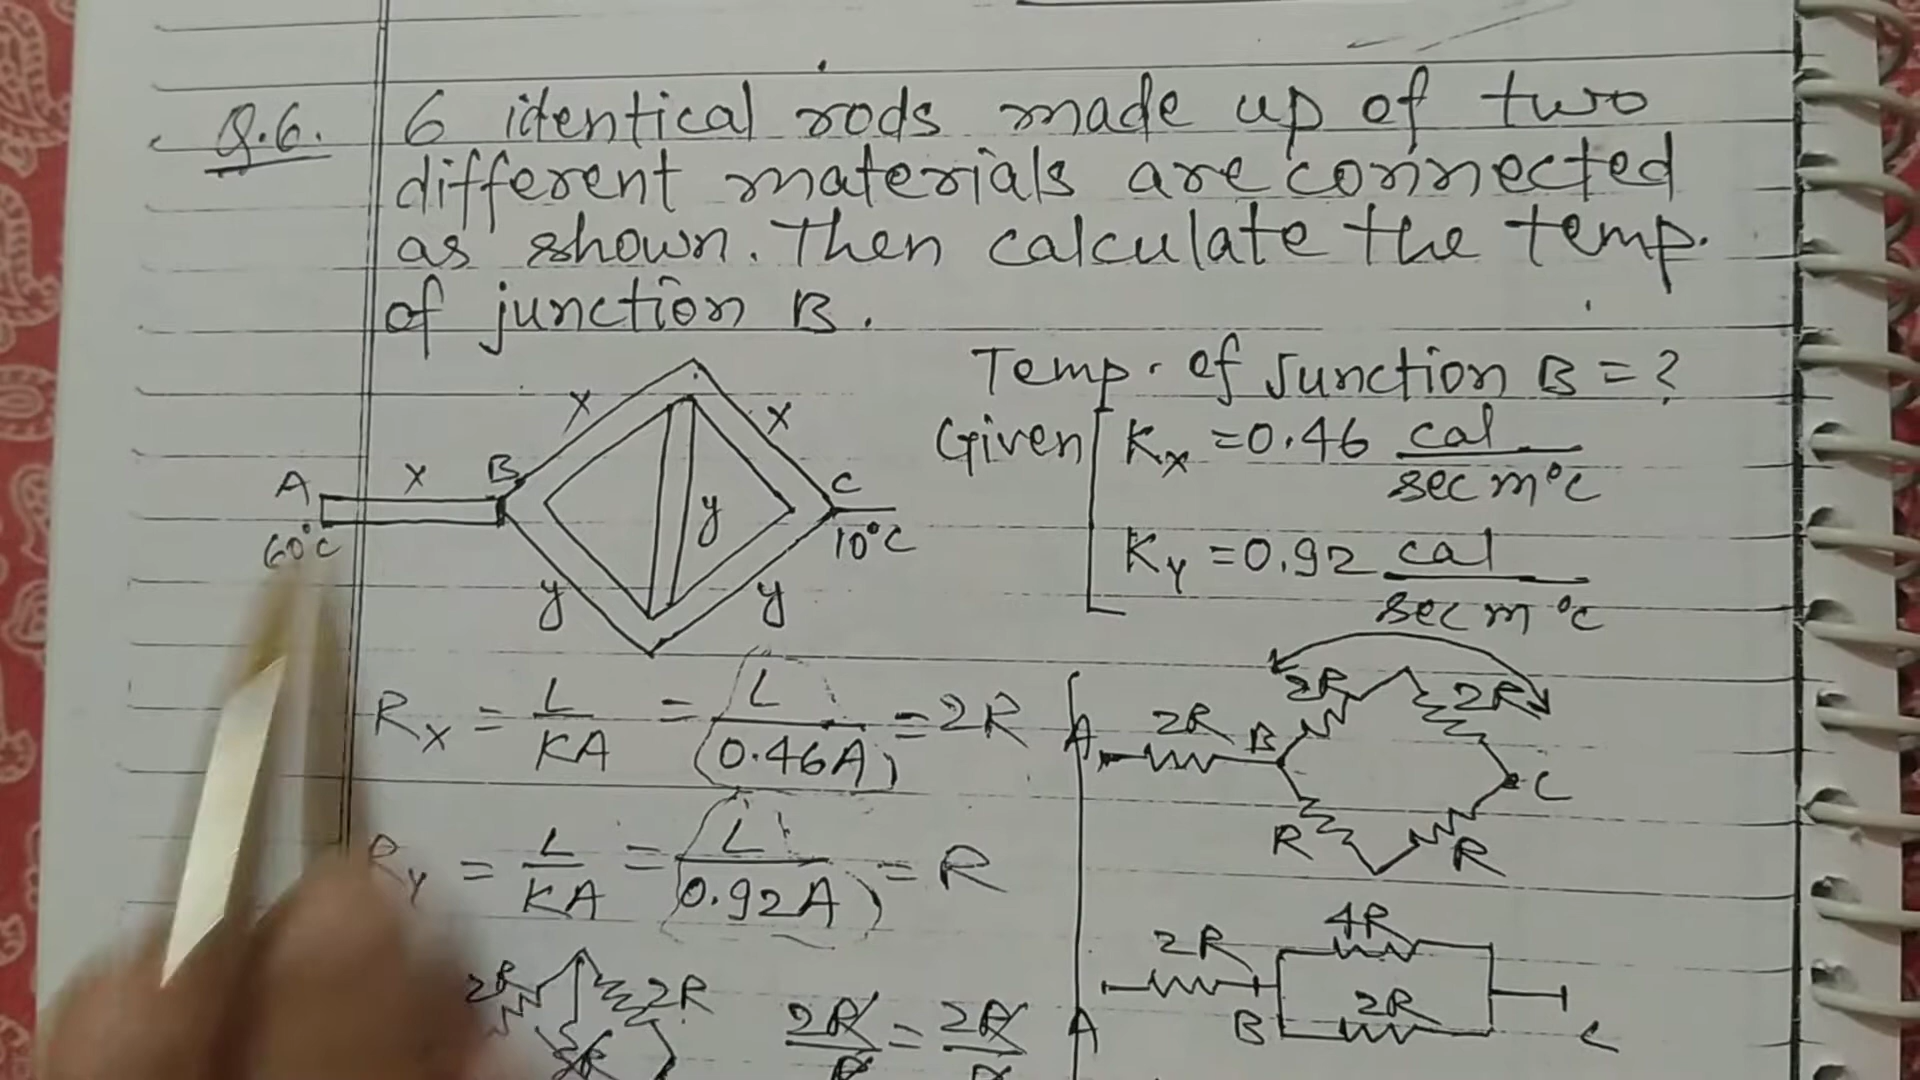 Q.6. 6 identical rods made up of two
different materials are connected
as shown. Then calculate the temp.
of junction B.
Temp. of Junction B = ?
Given
Kx = 0.46 cal / sec m°C
KY = 0.92 cal / sec m°C
x x
A x B C
60°C y 10°C
y y
RX = L / KA = L / (0.46A) = 2R
RY = L / KA = L / (0.92A) = R
2R 2R
2R / R = 2R / R
2R 2R
A 2R B C
R R
4R
2R
2R
A B C